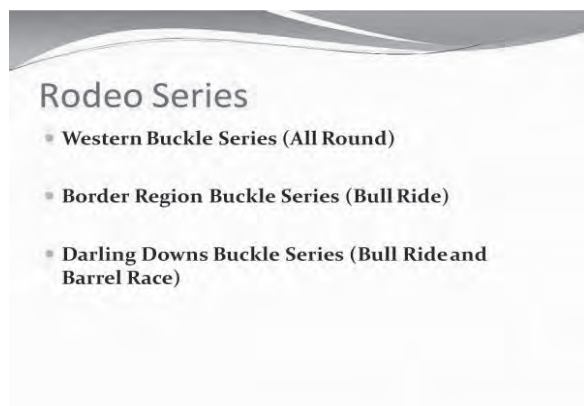 Rodeo Series
Western Buckle Series (All Round)
Border Region Buckle Series (Bull Ride)
Darling Downs Buckle Series (Bull Ride and
Barrel Race)